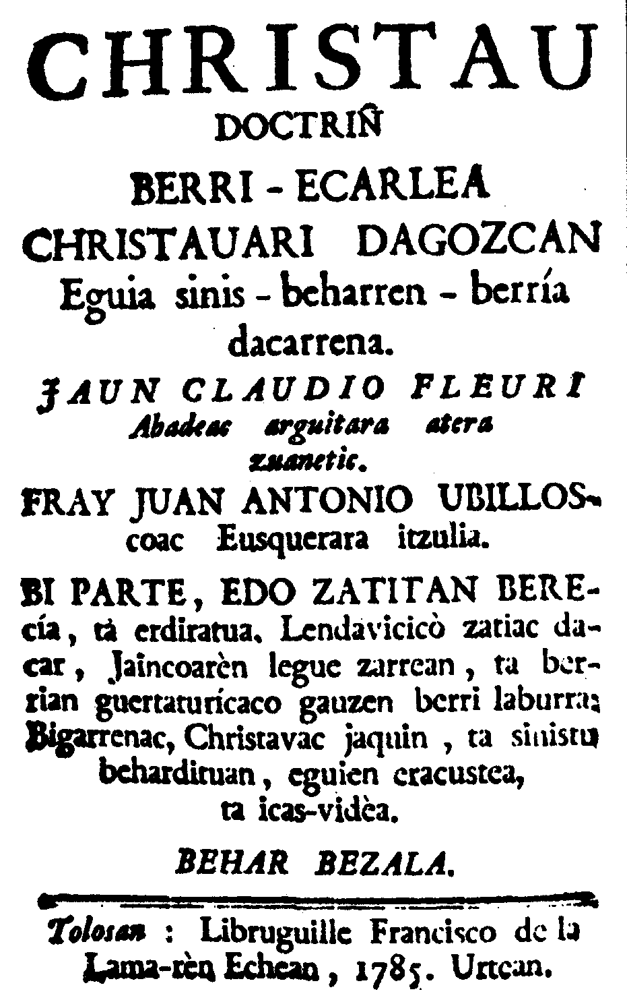 CHRISTAU
DOCTRIÑ
BERRI - ECARLEA
CHRISTAUARI DAGOZCAN
Eguia sinis - beharren - berría
dacarrena.
JAUN CLAUDIO FLEURI
Abadeac arguitara atera
zuanetic.
FRAY JUAN ANTONIO UBILLOS-
coac Eusquerara itzulia.
BI PARTE, EDO ZATITAN BERE-
cía, tà erdiratua. Lendavicicò zatiac da-
car, Jaincoarèn legue zarrean, ta ber-
rian guertaturícaco gauzen berri laburra;
Bigarrenac, Christavac jaquin, ta sinistu
behardituan, eguien eracustea,
ta icas-vidèa.
BEHAR BEZALA.
Tolosan : Libruguille Francisco de la
Lama-rèn Echean, 1785. Urtean.